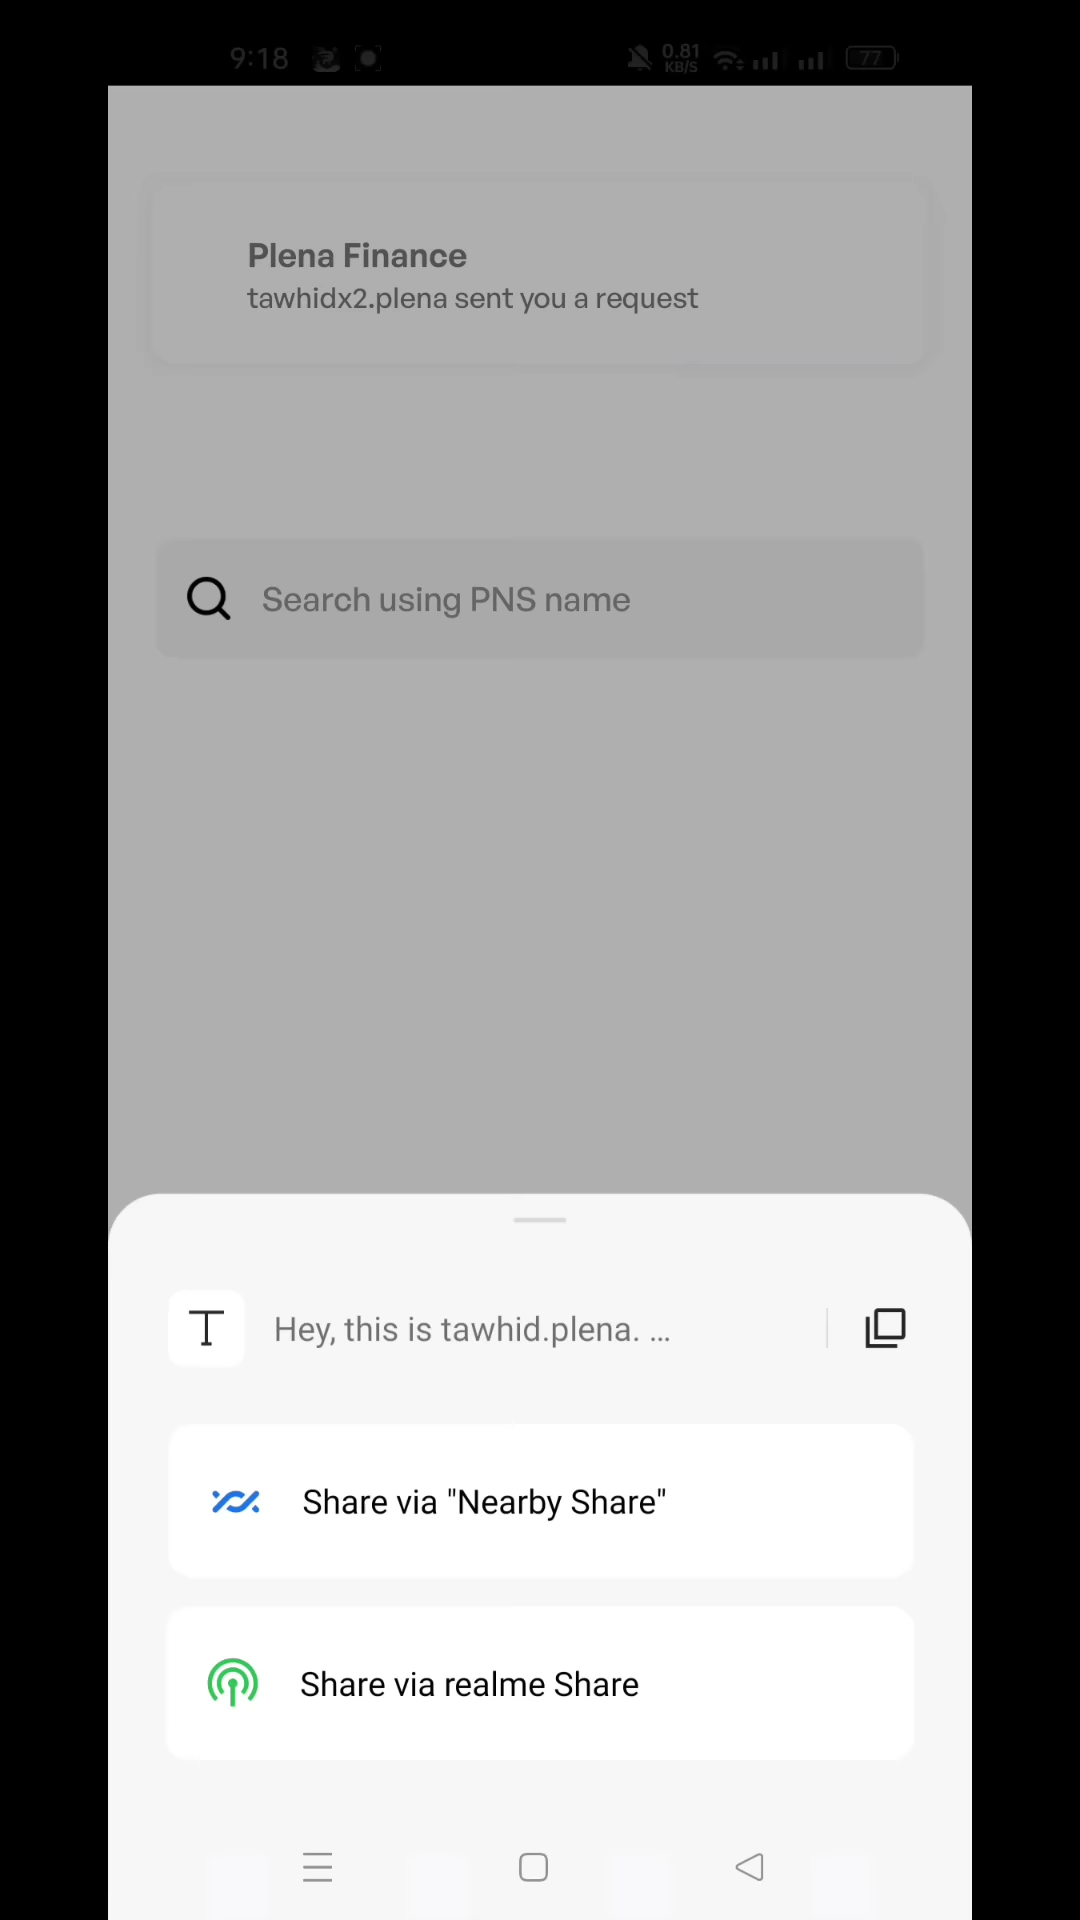 9:18
0.81
KB/S
77
Plena Finance
tawhidx2.plena sent you a request
Search using PNS name
Hey, this is tawhid.plena. ...
Share via "Nearby Share"
Share via realme Share